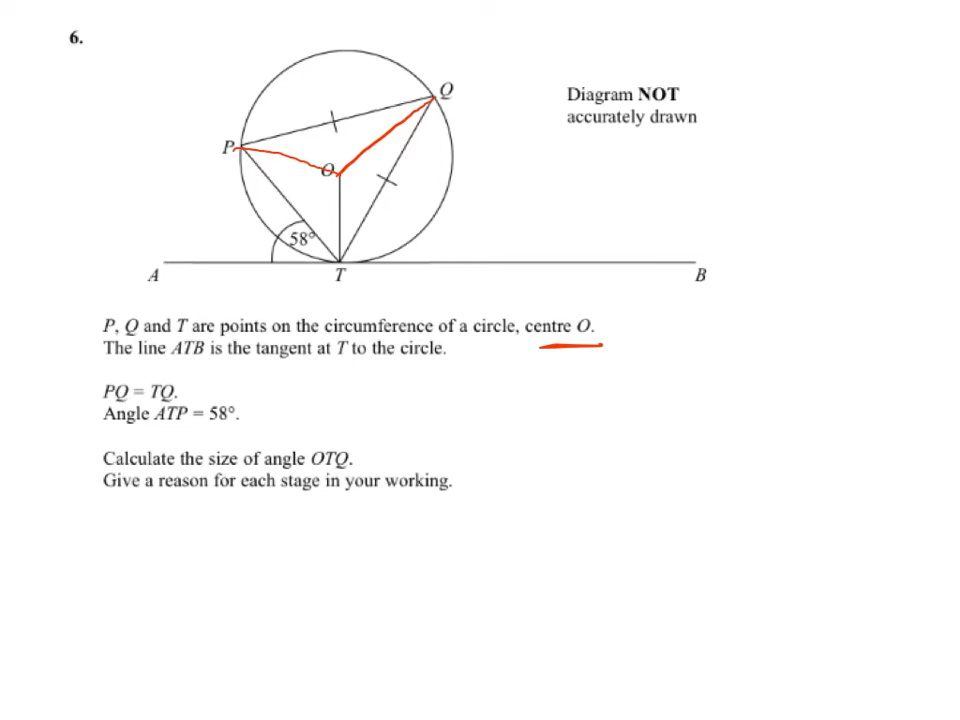 6.
Q
Diagram NOT
accurately drawn
P
O
58°
A
T
B
P, Q and T are points on the circumference of a circle, centre O.
The line ATB is the tangent at T to the circle.
PQ = TQ.
Angle ATP = 58°.
Calculate the size of angle OTQ.
Give a reason for each stage in your working.